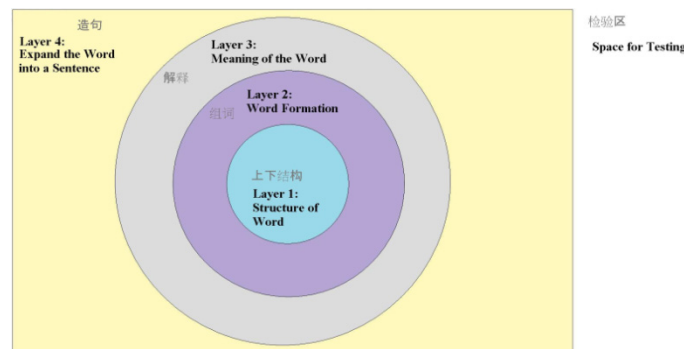 造句
Layer 4:
Expand the Word
into a Sentence
Layer 3:
Meaning of the Word
解释
Layer 2:
Word Formation
组词
上下结构
Layer 1:
Structure of
Word
检验区
Space for Testing